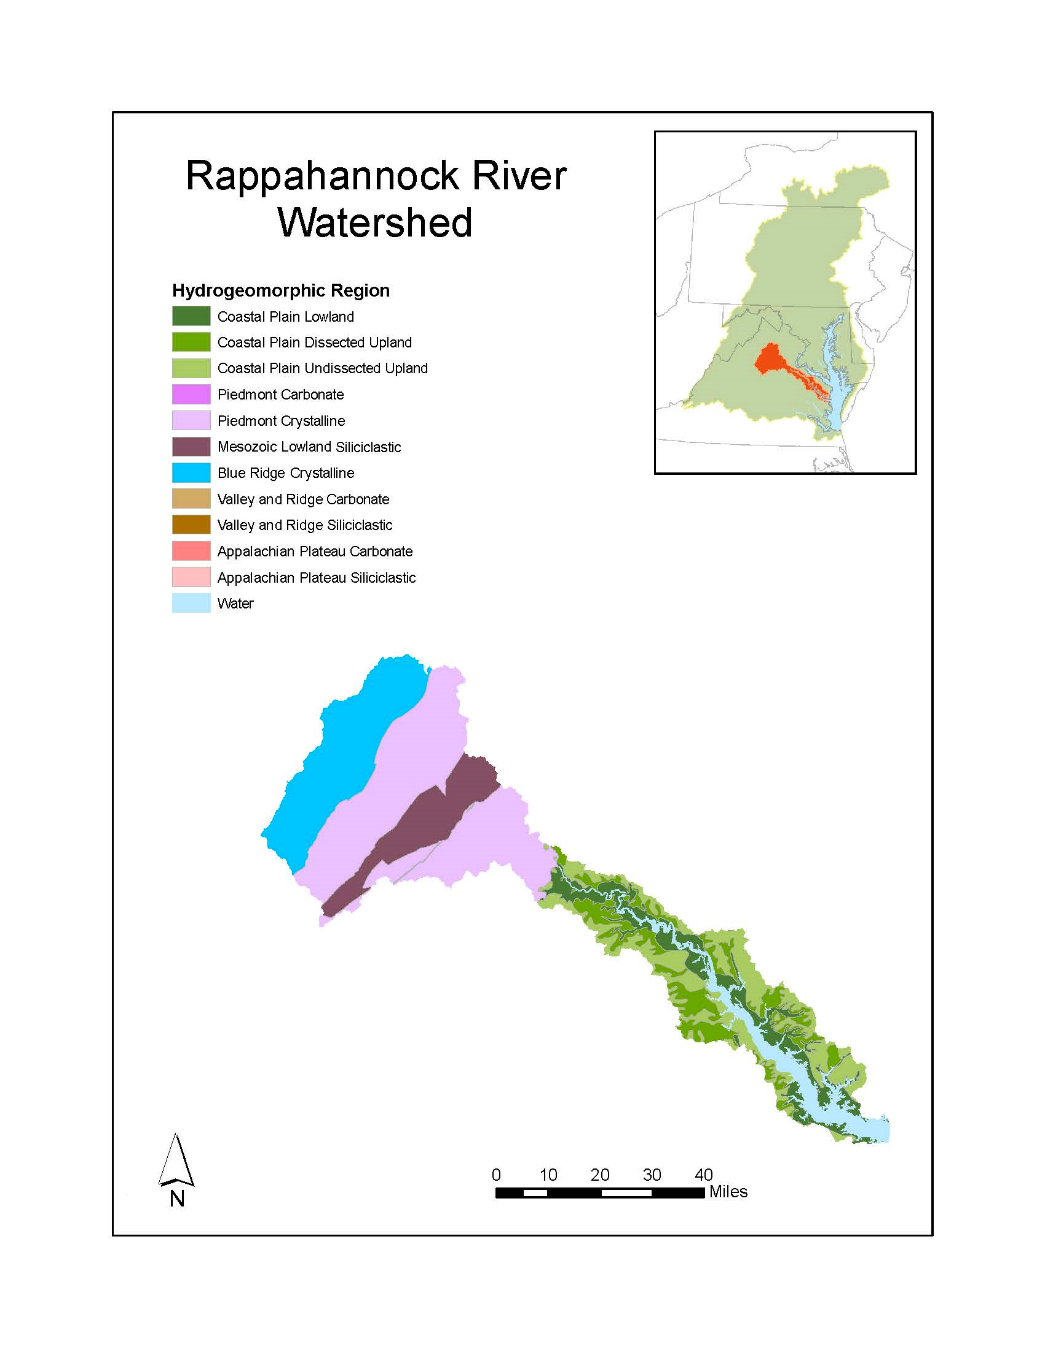 Rappahannock River
Watershed
Hydrogeomorphic Region
Coastal Plain Lowland
Coastal Plain Dissected Upland
Coastal Plain Undissected Upland
Piedmont Carbonate
Piedmont Crystalline
Mesozoic Lowland Siliciclastic
Blue Ridge Crystalline
Valley and Ridge Carbonate
Valley and Ridge Siliciclastic
Appalachian Plateau Carbonate
Appalachian Plateau Siliciclastic
Water
N
0 10 20 30 40
Miles